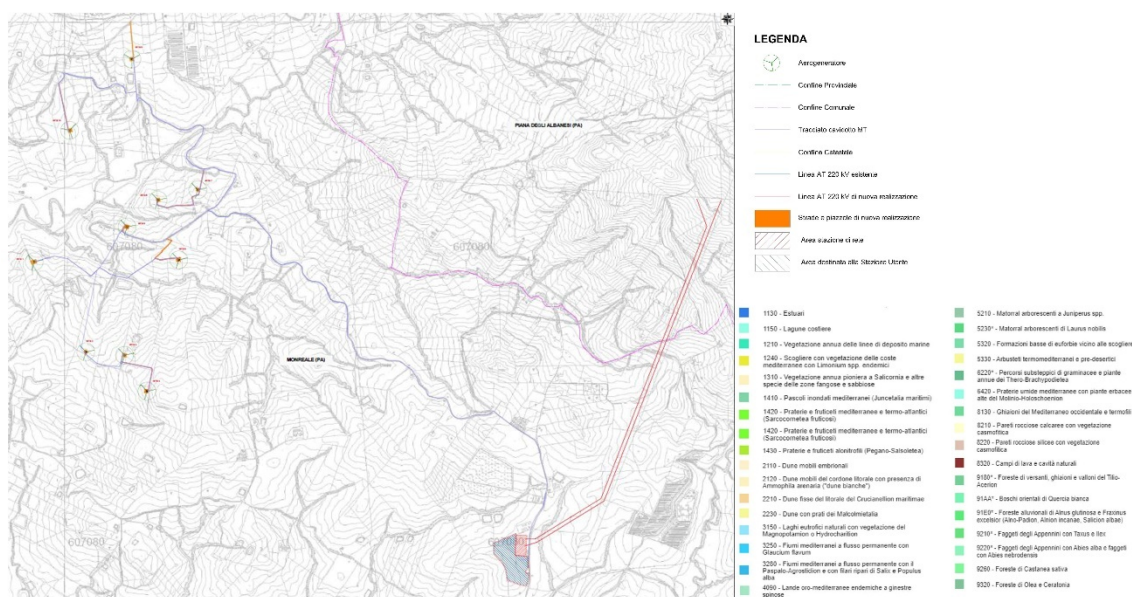 PIANA DEGLI ALBANESI (PA)
607080
607080
MONREALE (PA)
607080
607080
LEGENDA
Aerogeneratore
Confine Provinciale
Confine Comunale
Tracciato cavidotto MT
Confine Catastale
Linea AT 220 kV esistente
Linea AT 220 kV di nuova realizzazione
Strade e piazzole di nuova realizzazione
Area stazione di rete
Area destinata alla Stazione Utente
1130 - Estuari
1150 - Lagune costiere
1210 - Vegetazione annua delle linee di deposito marine
1240 - Scogliere con vegetazione delle coste
mediterranee con Limonium spp. endemici
1310 - Vegetazione annua pioniera a Salicornia e altre
specie delle zone fangose e sabbiose
1410 - Pascoli inondati mediterranei (Juncetalia maritimi)
1420 - Praterie e fruticeti mediterranee e termo-atlantici
(Sarcocornetea fruticosi)
1420 - Praterie e fruticeti mediterranee e termo-atlantici
(Sarcocornetea fruticosi)
1430 - Praterie e fruticeti alonitrofili (Pegano-Salsoletea)
2110 - Dune mobili embrionali
2120 - Dune mobili del cordone litorale con presenza di
Ammophila arenaria ("dune bianche")
2210 - Dune fisse del litorale del Crucianellion maritimae
2230 - Dune con prati dei Malcolmietalia
3150 - Laghi eutrofici naturali con vegetazione del
Magnopotamion o Hydrocharition
3250 - Fiumi mediterranei a flusso permanente con
Glaucium flavum
3280 - Fiumi mediterranei a flusso permanente con il
Paspalo-Agrostidion e con filari ripari di Salix e Populus
alba
4090 - Lande oro-mediterranee endemiche a ginestre
spinose
5210 - Matorral arborescenti a Juniperus spp.
5230* - Matorral arborescenti di Laurus nobilis
5320 - Formazioni basse di euforbie vicino alle scogliere
5330 - Arbusteti termomediterranei e pre-desertici
6220* - Percorsi substeppici di graminacee e piante
annue dei Thero-Brachypodietea
6420 - Praterie umide mediterranee con piante erbacee
alte del Molinio-Holoschoenion
8130 - Ghiaioni del Mediterraneo occidentale e termofili
8210 - Pareti rocciose calcaree con vegetazione
casmofitica
8220 - Pareti rocciose silicee con vegetazione
casmofitica
8320 - Campi di lava e cavità naturali
9180* - Foreste di versanti, ghiaioni e valloni del Tilio-
Acerion
91AA* - Boschi orientali di Quercia bianca
91E0* - Foreste alluvionali di Alnus glutinosa e Fraxinus
excelsior (Alno-Padion, Alnion incanae, Salicion albae)
9210* - Faggeti degli Appennini con Taxus e Ilex
9220* - Faggeti degli Appennini con Abies alba e faggeti
con Abies nebrodensis
9260 - Foreste di Castanea sativa
9320 - Foreste di Olea e Ceratonia